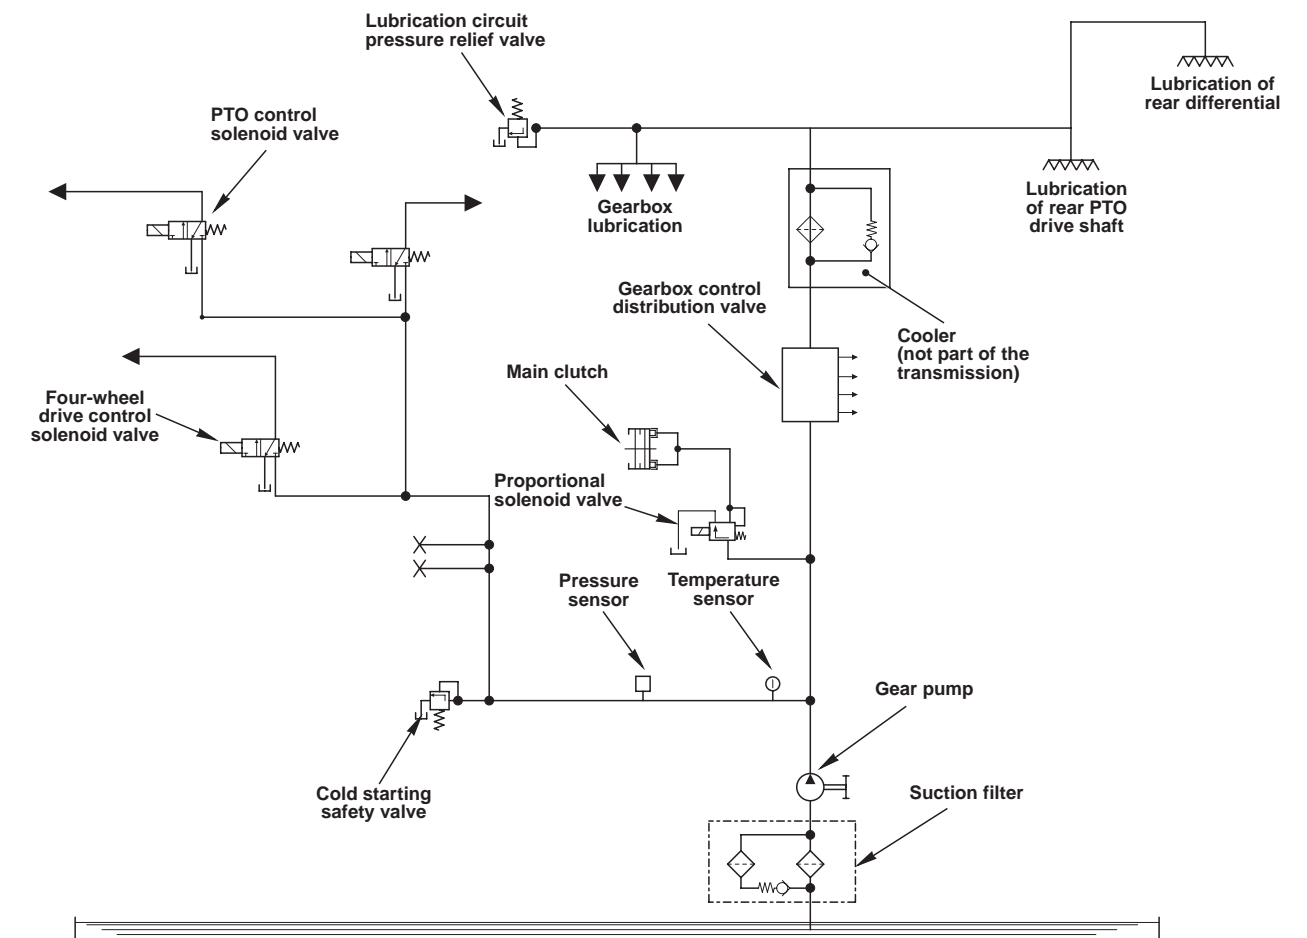 Lubrication circuit
pressure relief valve
Lubrication of
rear differential
PTO control
solenoid valve
Lubrication
of rear PTO
drive shaft
Gearbox
lubrication
Gearbox control
distribution valve
Cooler
(not part of the
transmission)
Main clutch
Four-wheel
drive control
solenoid valve
Proportional
solenoid valve
Pressure
sensor
Temperature
sensor
Gear pump
Cold starting
safety valve
Suction filter